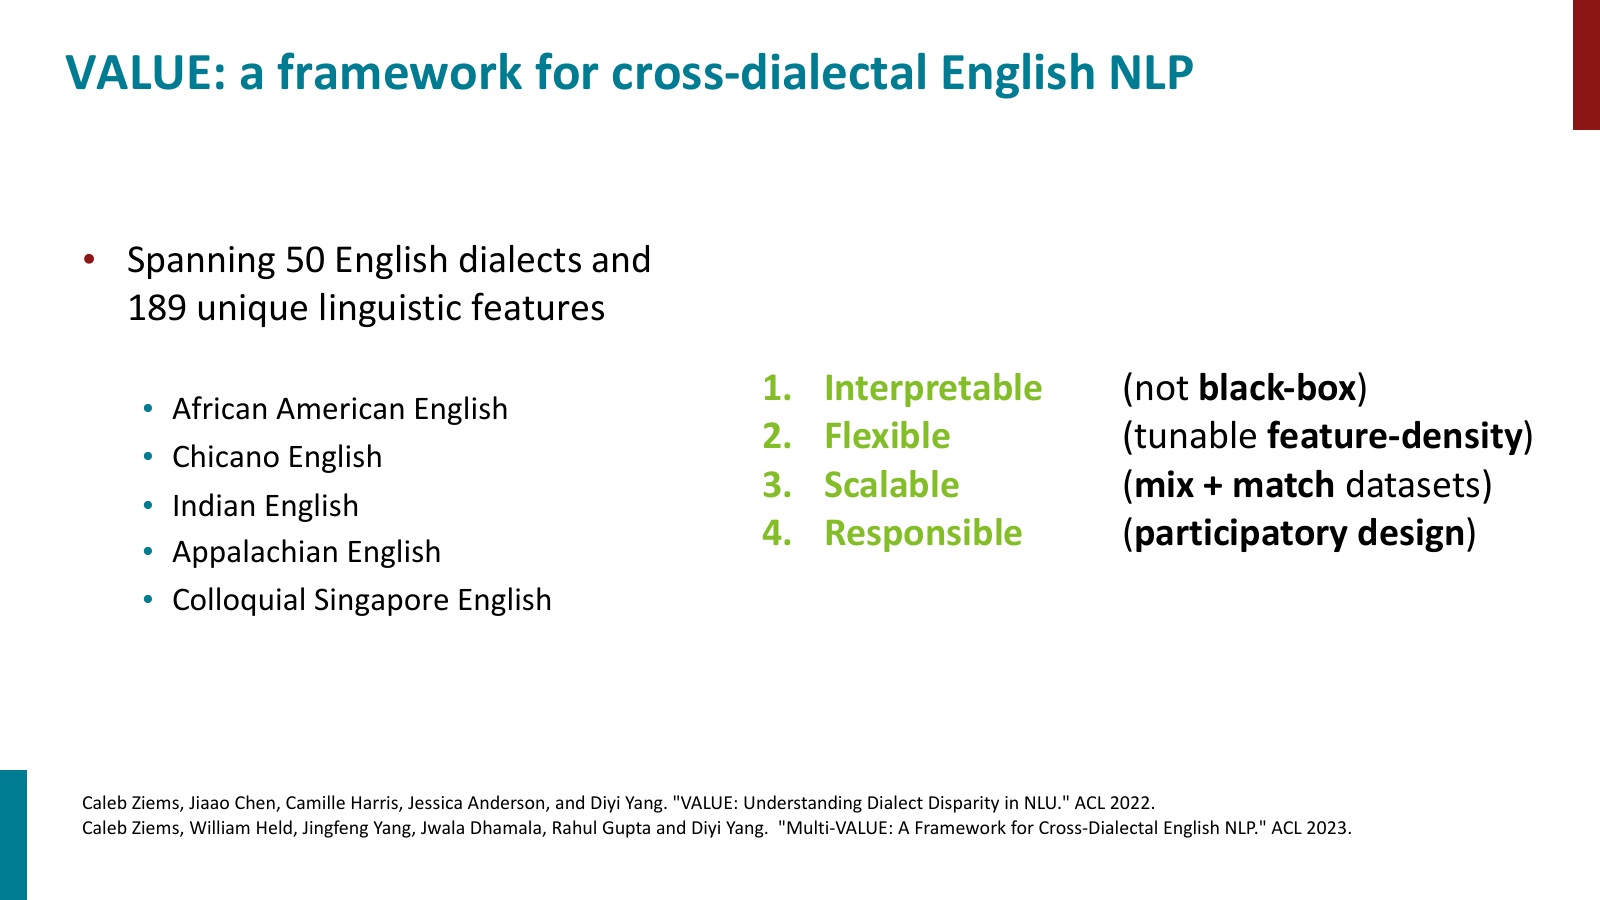 VALUE: a framework for cross-dialectal English NLP
• Spanning 50 English dialects and
189 unique linguistic features
• African American English
• Chicano English
• Indian English
• Appalachian English
• Colloquial Singapore English
1. Interpretable (not black-box)
2. Flexible (tunable feature-density)
3. Scalable (mix + match datasets)
4. Responsible (participatory design)
Caleb Ziems, Jiaao Chen, Camille Harris, Jessica Anderson, and Diyi Yang. "VALUE: Understanding Dialect Disparity in NLU." ACL 2022.
Caleb Ziems, William Held, Jingfeng Yang, Jwala Dhamala, Rahul Gupta and Diyi Yang. "Multi-VALUE: A Framework for Cross-Dialectal English NLP." ACL 2023.